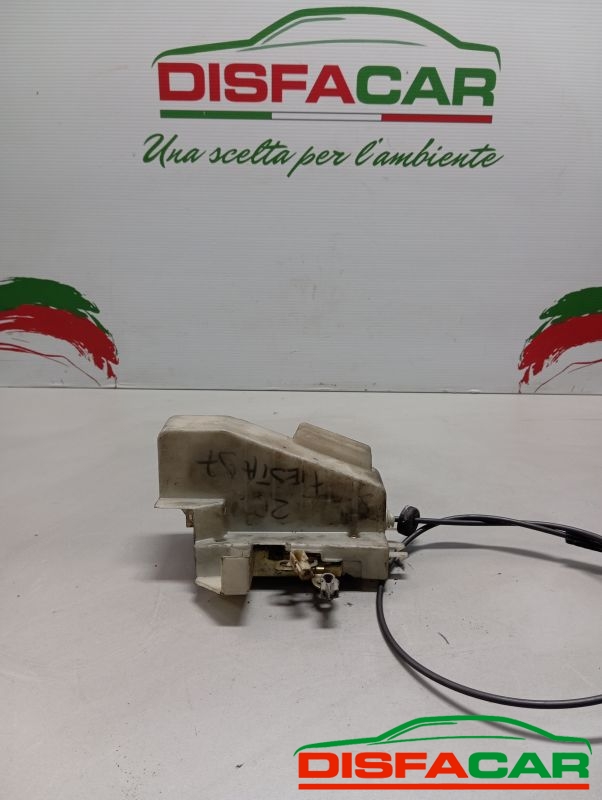 DISFACAR
Una scelta per l'ambiente
FIESTA 97
DISFACAR